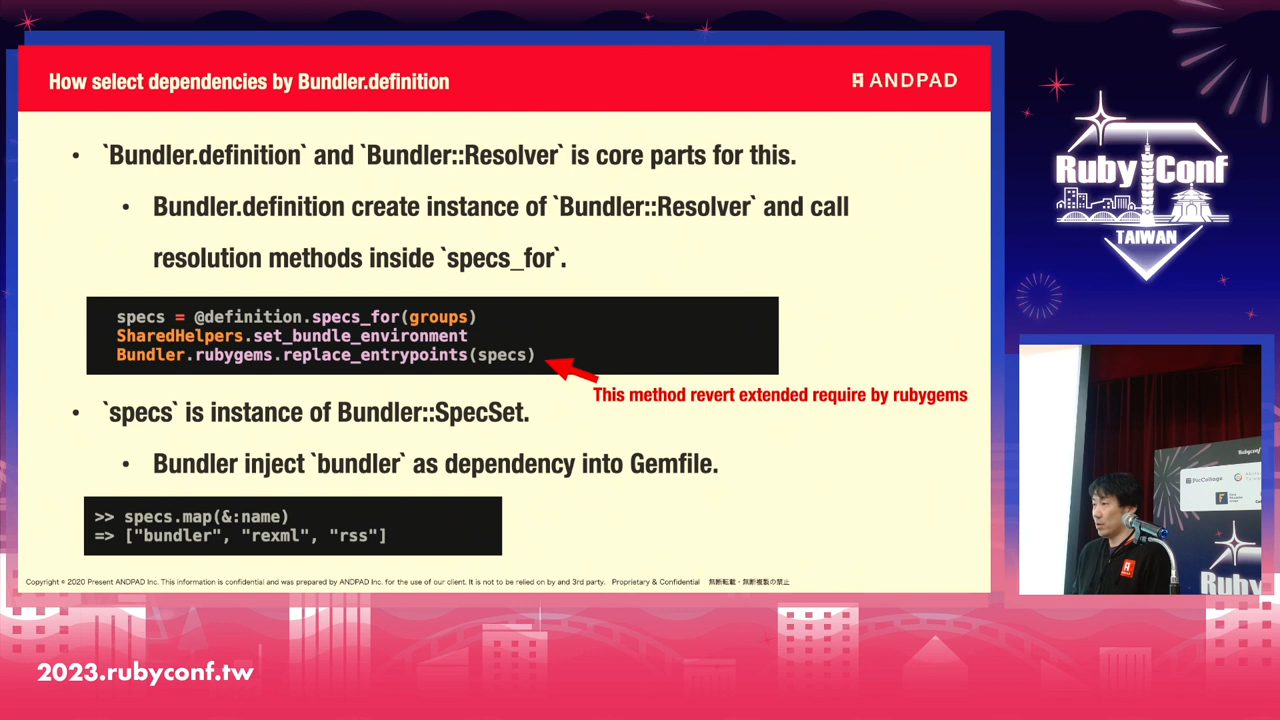 How select dependencies by Bundler.definition
ANDPAD
• `Bundler.definition` and `Bundler::Resolver` is core parts for this.
• Bundler.definition create instance of `Bundler::Resolver` and call
resolution methods inside `specs_for`.
specs = @definition.specs_for(groups)
SharedHelpers.set_bundle_environment
Bundler.rubygems.replace_entrypoints(specs)
This method revert extended require by rubygems
• `specs` is instance of Bundler::SpecSet.
• Bundler inject `bundler` as dependency into Gemfile.
>> specs.map(&:name)
=> ["bundler", "rexml", "rss"]
Copyright © 2020 Present ANDPAD Inc. This information is confidential and was prepared by ANDPAD Inc. for the use of our client. It is not to be relied on by and 3rd party. Proprietary & Confidential 無断転載・無断複製の禁止
RubyConf
TAIWAN
Rubyconf
PicCollage
RubyC
2023.rubyconf.tw